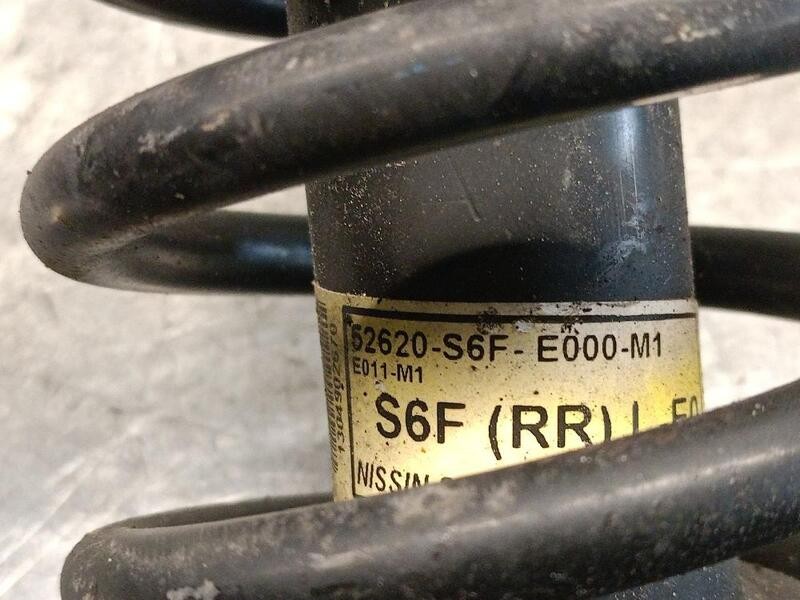 52620-S6F- E000-M1
E011-M1
S6F (RR) L
NISSIN